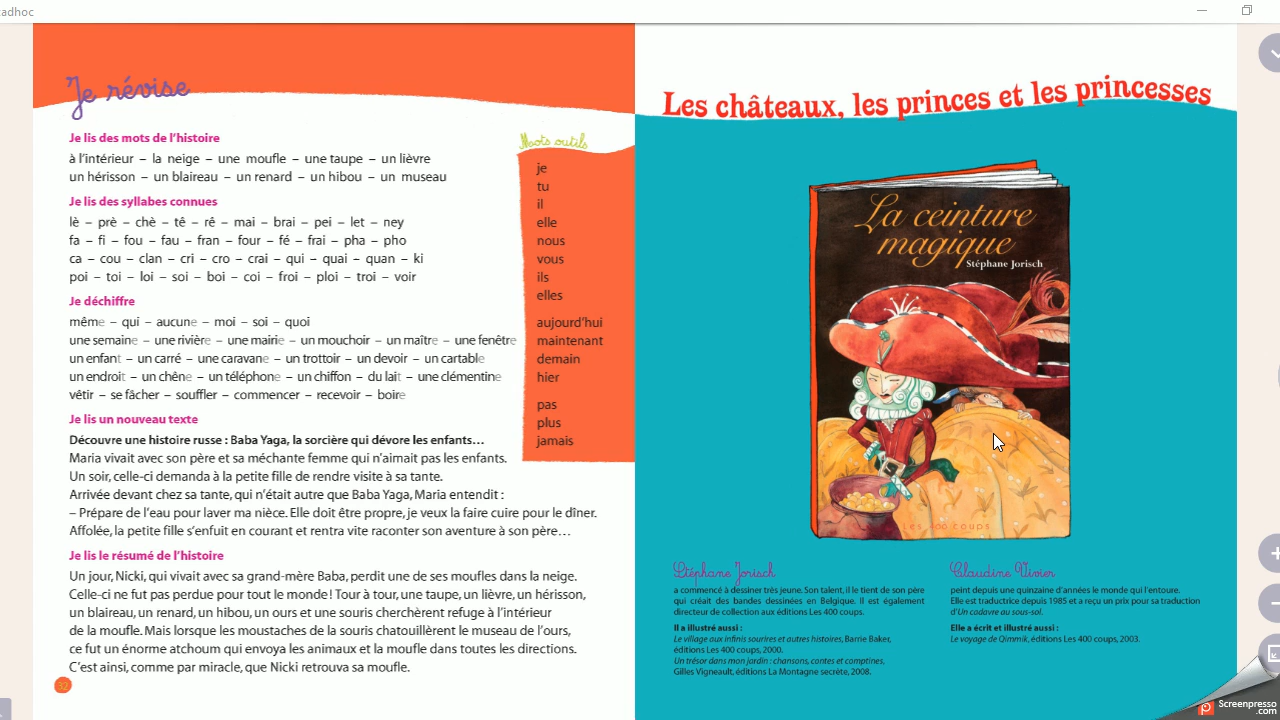 adhoc
Je révise
Je lis des mots de l'histoire
à l'intérieur – la neige – une moufle – une taupe – un lièvre
un hérisson – un blaireau – un renard – un hibou – un museau
Je lis des syllabes connues
lè – prè – chè – tê – rê – mai – brai – pei – let – ney
fa – fi – fou – fau – fran – four – fé – frai – pha – pho
ca – cou – clan – cri – cro – crai – qui – quai – quan – ki
poi – toi – loi – soi – boi – coi – froi – ploi – troi – voir
Je déchiffre
même – qui – aucune – moi – soi – quoi
une semaine – une rivière – une mairie – un mouchoir – un maître – une fenêtre
un enfant – un carré – une caravane – un trottoir – un devoir – un cartable
un endroit – un chêne – un téléphone – un chiffon – du lait – une clémentine
vêtir – se fâcher – souffler – commencer – recevoir – boire
Je lis un nouveau texte
Découvre une histoire russe : Baba Yaga, la sorcière qui dévore les enfants…
Maria vivait avec son père et sa méchante femme qui n'aimait pas les enfants.
Un soir, celle-ci demanda à la petite fille de rendre visite à sa tante.
Arrivée devant chez sa tante, qui n'était autre que Baba Yaga, Maria entendit :
– Prépare de l'eau pour laver ma nièce. Elle doit être propre, je veux la faire cuire pour le dîner.
Affolée, la petite fille s'enfuit en courant et rentra vite raconter son aventure à son père…
Je lis le résumé de l'histoire
Un jour, Nicki, qui vivait avec sa grand-mère Baba, perdit une de ses moufles dans la neige.
Celle-ci ne fut pas perdue pour tout le monde ! Tour à tour, une taupe, un lièvre, un hérisson,
un blaireau, un renard, un hibou, un ours et une souris cherchèrent refuge à l'intérieur
de la moufle. Mais lorsque les moustaches de la souris chatouillèrent le museau de l'ours,
ce fut un énorme atchoum qui envoya les animaux et la moufle dans toutes les directions.
C'est ainsi, comme par miracle, que Nicki retrouva sa moufle.
32
Mots outils
je
tu
il
elle
nous
vous
ils
elles
aujourd'hui
maintenant
demain
hier
pas
plus
jamais
Les châteaux, les princes et les princesses
La ceinture
magique
Stéphane Jorisch
Les 400 coups
Stéphane Jorisch
a commencé à dessiner très jeune. Son talent, il le tient de son père
qui créait des bandes dessinées en Belgique. Il est également
directeur de collection aux éditions Les 400 coups.
Il a illustré aussi :
Le village aux infinis sourires et autres histoires, Barrie Baker,
éditions Les 400 coups, 2000.
Un trésor dans mon jardin : chansons, contes et comptines,
Gilles Vigneault, éditions La Montagne secrète, 2008.
Claudine Vivier
peint depuis une quinzaine d'années le monde qui l'entoure.
Elle est traductrice depuis 1985 et a reçu un prix pour sa traduction
d'Un cadavre au sous-sol.
Elle a écrit et illustré aussi :
Le voyage de Qimmik, éditions Les 400 coups, 2003.
Screenpresso
.com